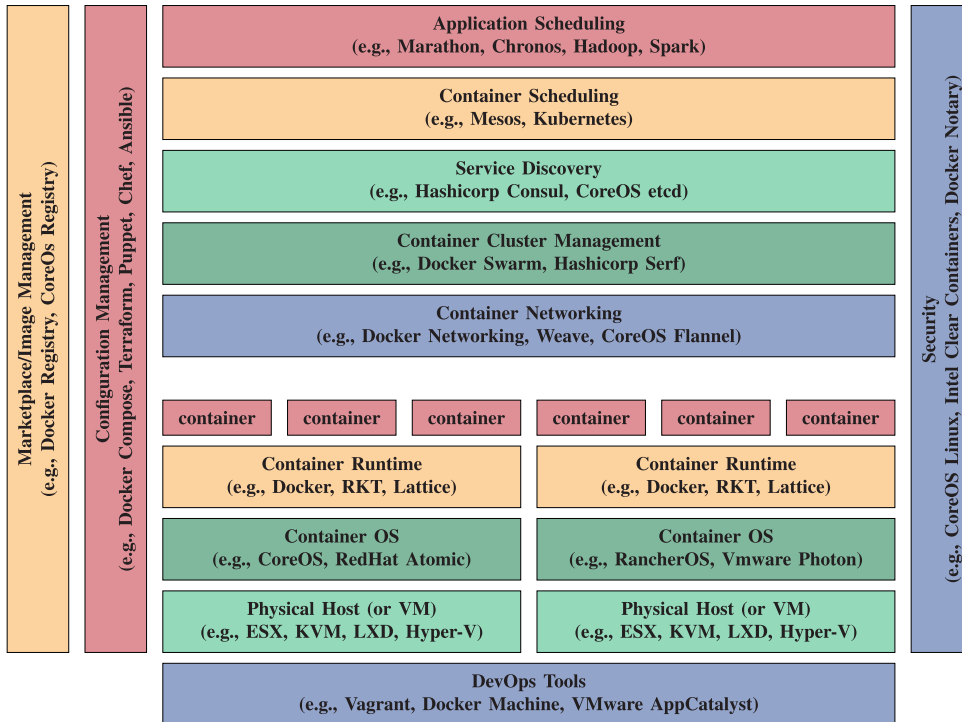 Marketplace/Image Management
(e.g., Docker Registry, CoreOs Registry)
Configuration Management
(e.g., Docker Compose, Terraform, Puppet, Chef, Ansible)
Application Scheduling
(e.g., Marathon, Chronos, Hadoop, Spark)
Container Scheduling
(e.g., Mesos, Kubernetes)
Service Discovery
(e.g., Hashicorp Consul, CoreOS etcd)
Container Cluster Management
(e.g., Docker Swarm, Hashicorp Serf)
Container Networking
(e.g., Docker Networking, Weave, CoreOS Flannel)
container
container
container
container
container
container
Container Runtime
(e.g., Docker, RKT, Lattice)
Container Runtime
(e.g., Docker, RKT, Lattice)
Container OS
(e.g., CoreOS, RedHat Atomic)
Container OS
(e.g., RancherOS, Vmware Photon)
Physical Host (or VM)
(e.g., ESX, KVM, LXD, Hyper-V)
Physical Host (or VM)
(e.g., ESX, KVM, LXD, Hyper-V)
DevOps Tools
(e.g., Vagrant, Docker Machine, VMware AppCatalyst)
Security
(e.g., CoreOS Linux, Intel Clear Containers, Docker Notary)